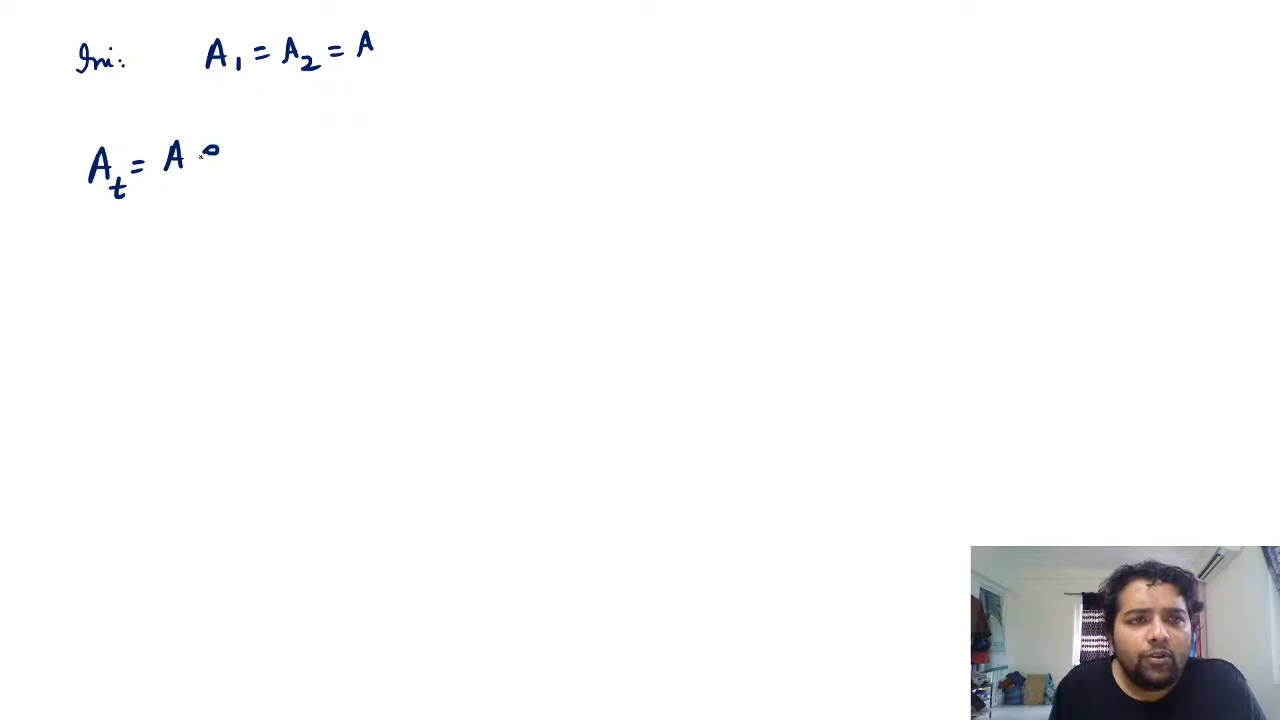 Ini: A₁ = A₂ = A
Aₜ = A e